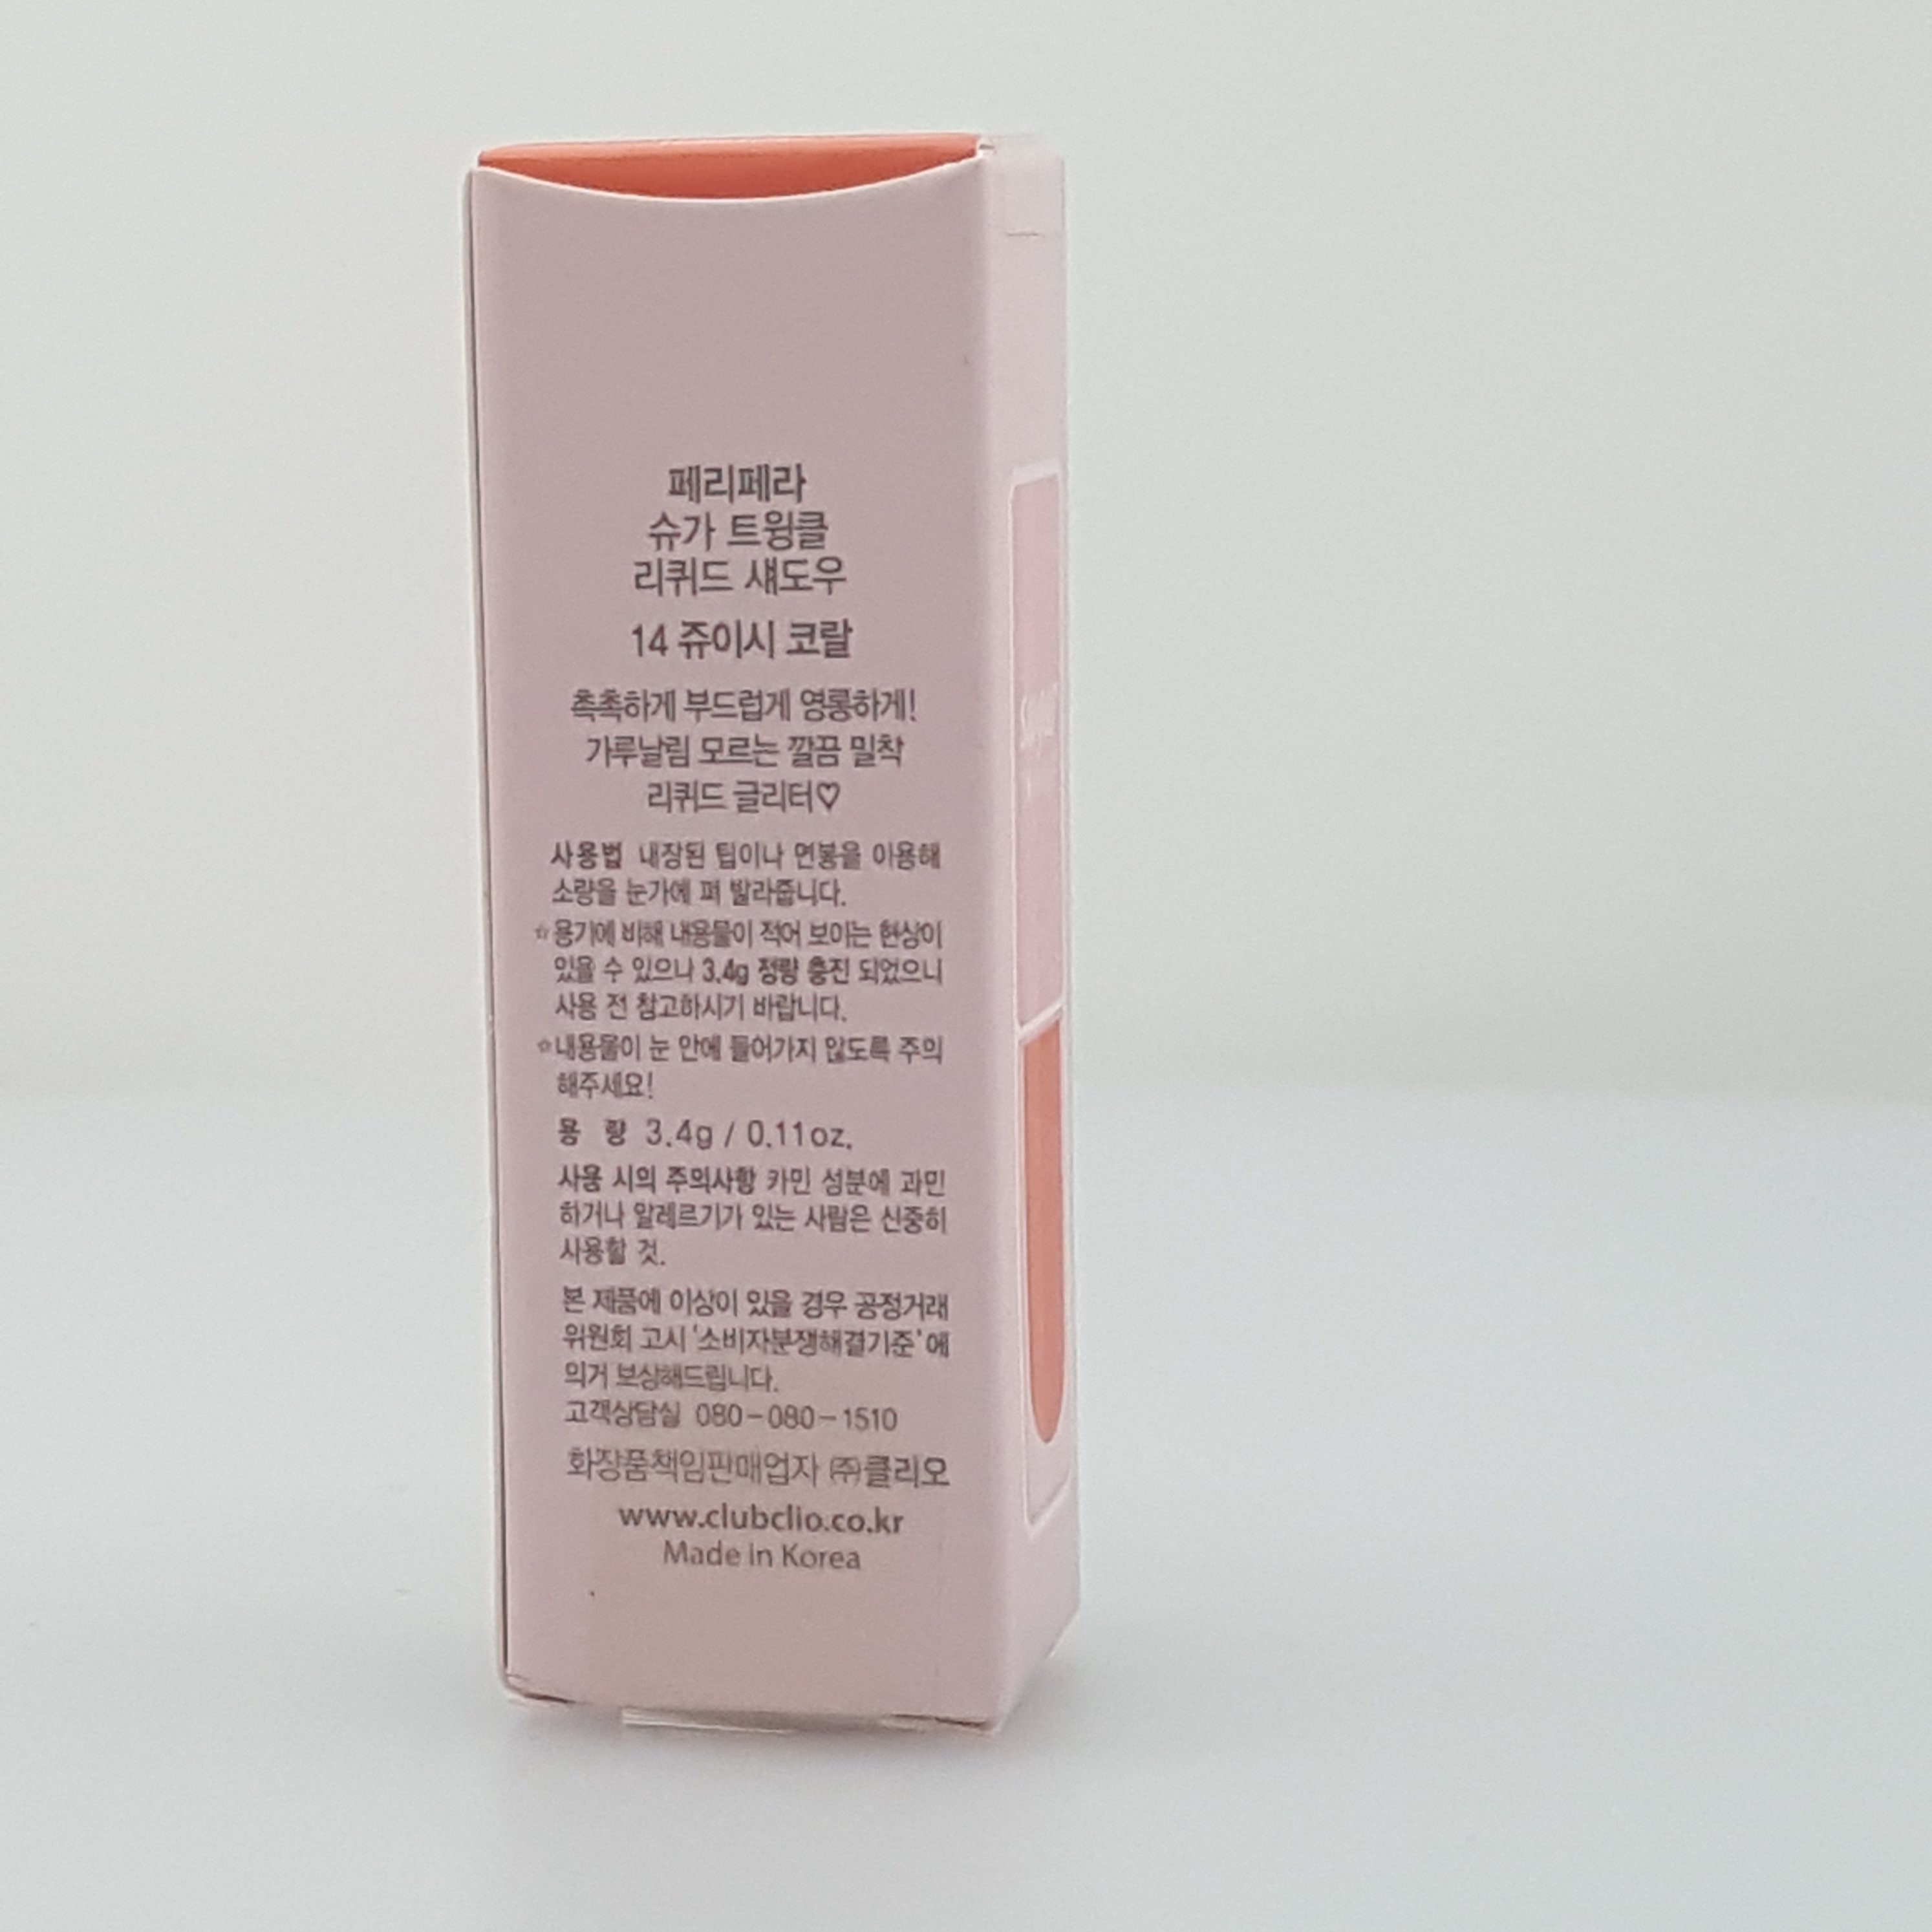 페리페라
슈가 트윙클
리퀴드 섀도우
14 쥬이시 코랄
촉촉하게 부드럽게 영롱하게!
가루날림 모르는 깔끔 밀착
리퀴드 글리터♡
사용법 내장된 팁이나 면봉을 이용해
소량을 눈가에 펴 발라줍니다.
☆용기에 비해 내용물이 적어 보이는 현상이
있을 수 있으나 3.4g 정량 충진 되었으니
사용 전 참고하시기 바랍니다.
☆내용물이 눈 안에 들어가지 않도록 주의
해주세요!
용 량 3.4g / 0.11oz.
사용 시의 주의사항 카민 성분에 과민
하거나 알레르기가 있는 사람은 신중히
사용할 것.
본 제품에 이상이 있을 경우 공정거래
위원회 고시 '소비자분쟁해결기준'에
의거 보상해드립니다.
고객상담실 080-080-1510
화장품책임판매업자 ㈜클리오
www.clubclio.co.kr
Made in Korea
Sugar